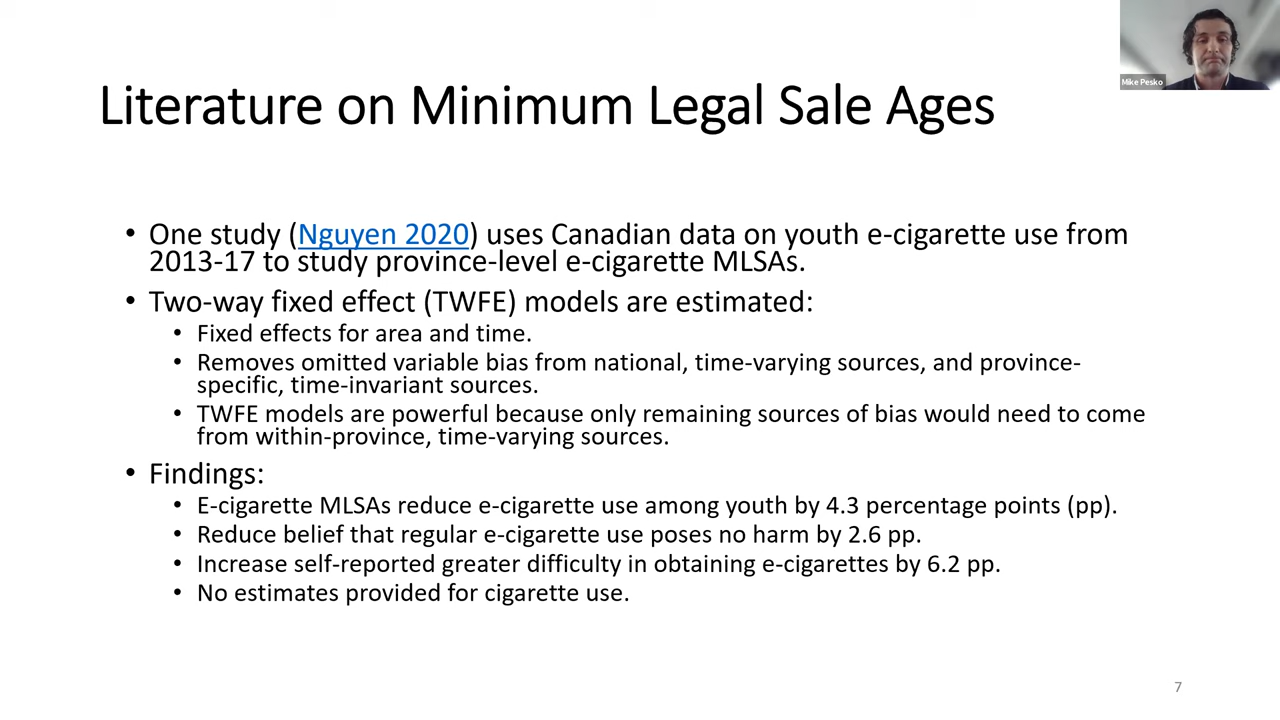 Mike Pesko
Literature on Minimum Legal Sale Ages
• One study (Nguyen 2020) uses Canadian data on youth e-cigarette use from
2013-17 to study province-level e-cigarette MLSAs.
• Two-way fixed effect (TWFE) models are estimated:
• Fixed effects for area and time.
• Removes omitted variable bias from national, time-varying sources, and province-
specific, time-invariant sources.
• TWFE models are powerful because only remaining sources of bias would need to come
from within-province, time-varying sources.
• Findings:
• E-cigarette MLSAs reduce e-cigarette use among youth by 4.3 percentage points (pp).
• Reduce belief that regular e-cigarette use poses no harm by 2.6 pp.
• Increase self-reported greater difficulty in obtaining e-cigarettes by 6.2 pp.
• No estimates provided for cigarette use.
7